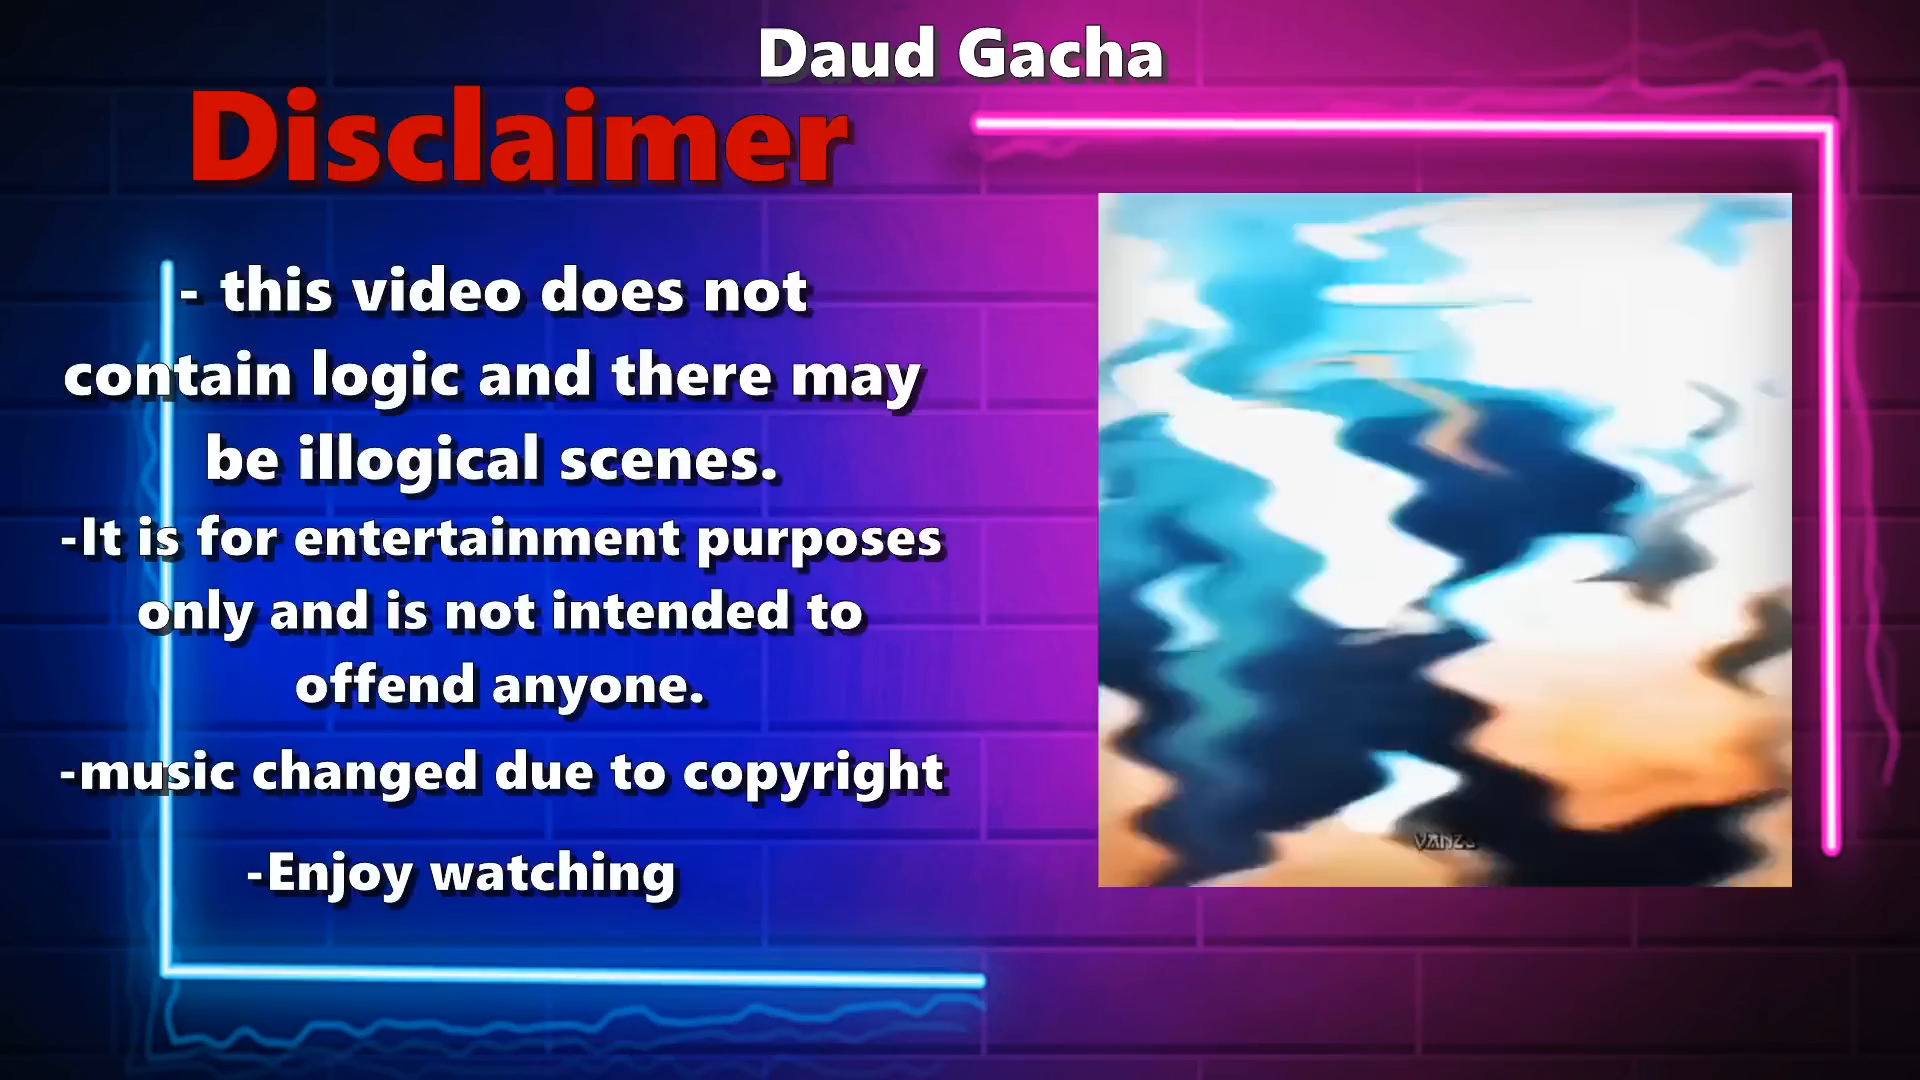 Daud Gacha
Disclaimer
- this video does not
contain logic and there may
be illogical scenes.
-It is for entertainment purposes
only and is not intended to
offend anyone.
-music changed due to copyright
-Enjoy watching